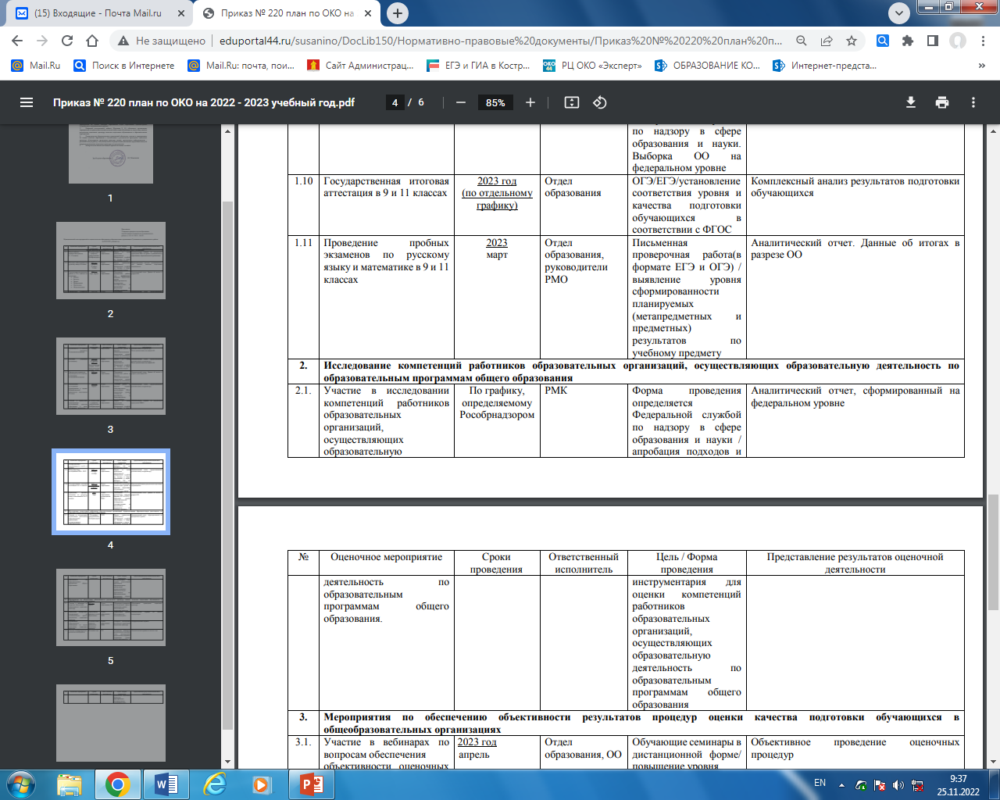 (15) Входящие - Почта Mail.ru
Приказ № 220 план по ОКО на
Не защищено
eduportal44.ru/susanino/DocLib150/Нормативно-правовые%20документы/Приказ%20№%20220%20план%20п...
Mail.Ru
Поиск в Интернете
Mail.Ru: почта, пои...
Сайт Администрац...
ЕГЭ и ГИА в Костр...
РЦ ОКО «Эксперт»
ОБРАЗОВАНИЕ КО...
Интернет-предста...
»
Приказ № 220 план по ОКО на 2022 - 2023 учебный год.pdf
4 / 6
85%
1
2
3
4
5
по надзору в сфере
образования и науки.
Выборка ОО на
федеральном уровне
1.10
Государственная итоговая
аттестация в 9 и 11 классах
2023 год
(по отдельному
графику)
Отдел
образования
ОГЭ/ЕГЭ/установление
соответствия уровня и
качества подготовки
обучающихся в
соответствии с ФГОС
Комплексный анализ результатов подготовки
обучающихся
1.11
Проведение пробных
экзаменов по русскому
языку и математике в 9 и 11
классах
2023
март
Отдел
образования,
руководители
РМО
Письменная
проверочная работа(в
формате ЕГЭ и ОГЭ) /
выявление уровня
сформированности
планируемых
(метапредметных и
предметных)
результатов по
учебному предмету
Аналитический отчет. Данные об итогах в
разрезе ОО
2.
Исследование компетенций работников образовательных организаций, осуществляющих образовательную деятельность по
образовательным программам общего образования
2.1.
Участие в исследовании
компетенций работников
образовательных
организаций,
осуществляющих
образовательную
По графику,
определяемому
Рособрнадзором
РМК
Форма проведения
определяется
Федеральной службой
по надзору в сфере
образования и науки /
апробация подходов и
Аналитический отчет, сформированный на
федеральном уровне
№
Оценочное мероприятие
Сроки
проведения
Ответственный
исполнитель
Цель / Форма
проведения
Представление результатов оценочной
деятельности
деятельность по
образовательным
программам общего
образования.
инструментария для
оценки компетенций
работников
образовательных
организаций,
осуществляющих
образовательную
деятельность по
образовательным
программам общего
образования
3.
Мероприятия по обеспечению объективности результатов процедур оценки качества подготовки обучающихся в
общеобразовательных организациях
3.1.
Участие в вебинарах по
вопросам обеспечения
объективности оценочных
2023 год
апрель
Отдел
образования, ОО
Обучающие семинары в
дистанционной форме/
повышение уровня
Объективное проведение оценочных
процедур
EN
9:37
25.11.2022